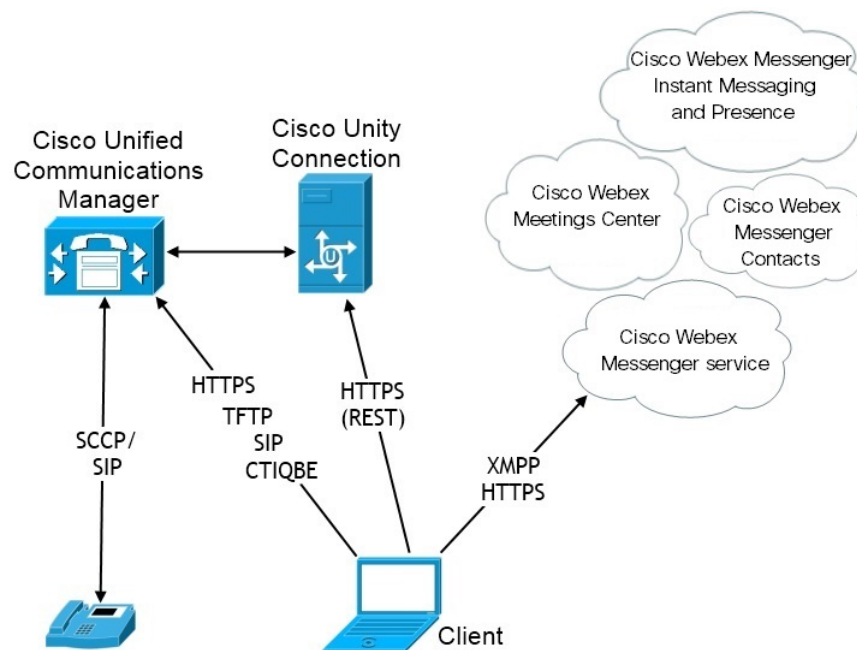 Cisco Webex Messenger
Instant Messaging
and Presence
Cisco Unified
Communications
Manager
Cisco Unity
Connection
Cisco Webex
Meetings Center
Cisco Webex
Messenger
Contacts
U
Cisco Webex
Messenger service
HTTPS
TFTP
SIP
CTIQBE
HTTPS
(REST)
SCCP/
SIP
XMPP
HTTPS
Client